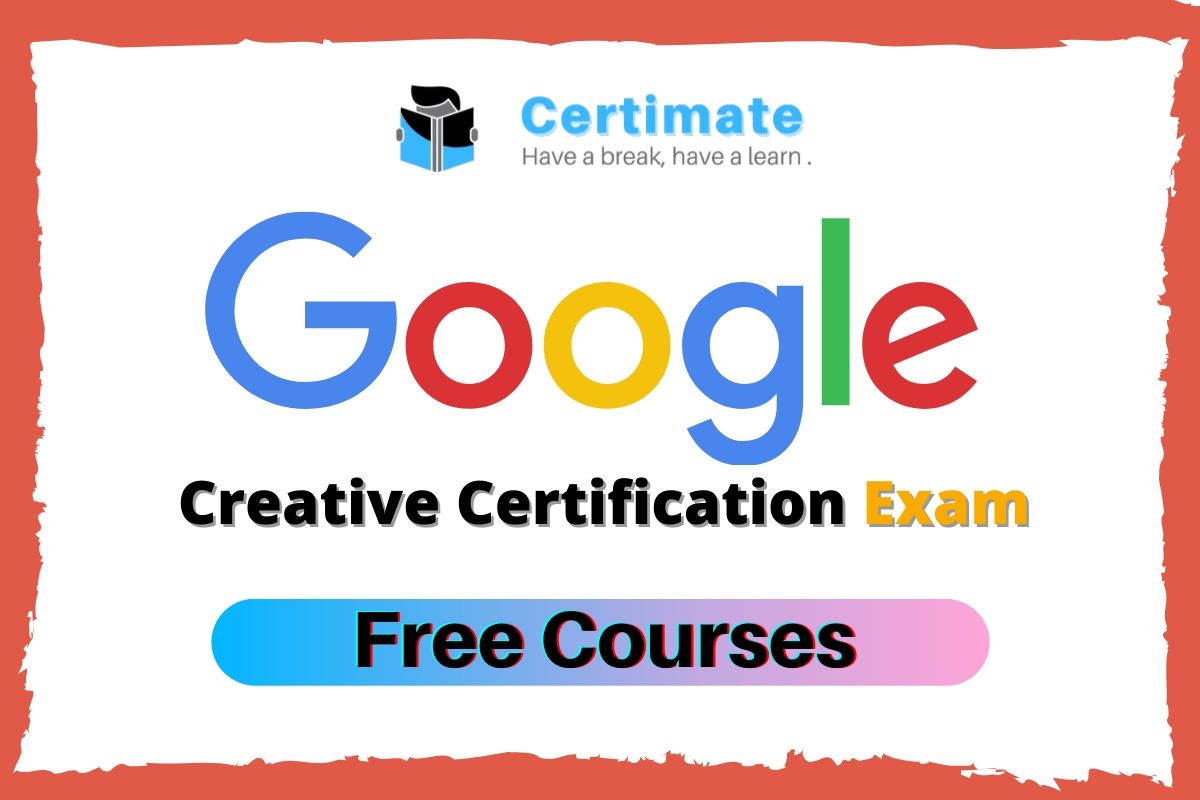 Certimate
Have a break, have a learn .
Google
Creative Certification Exam
Free Courses